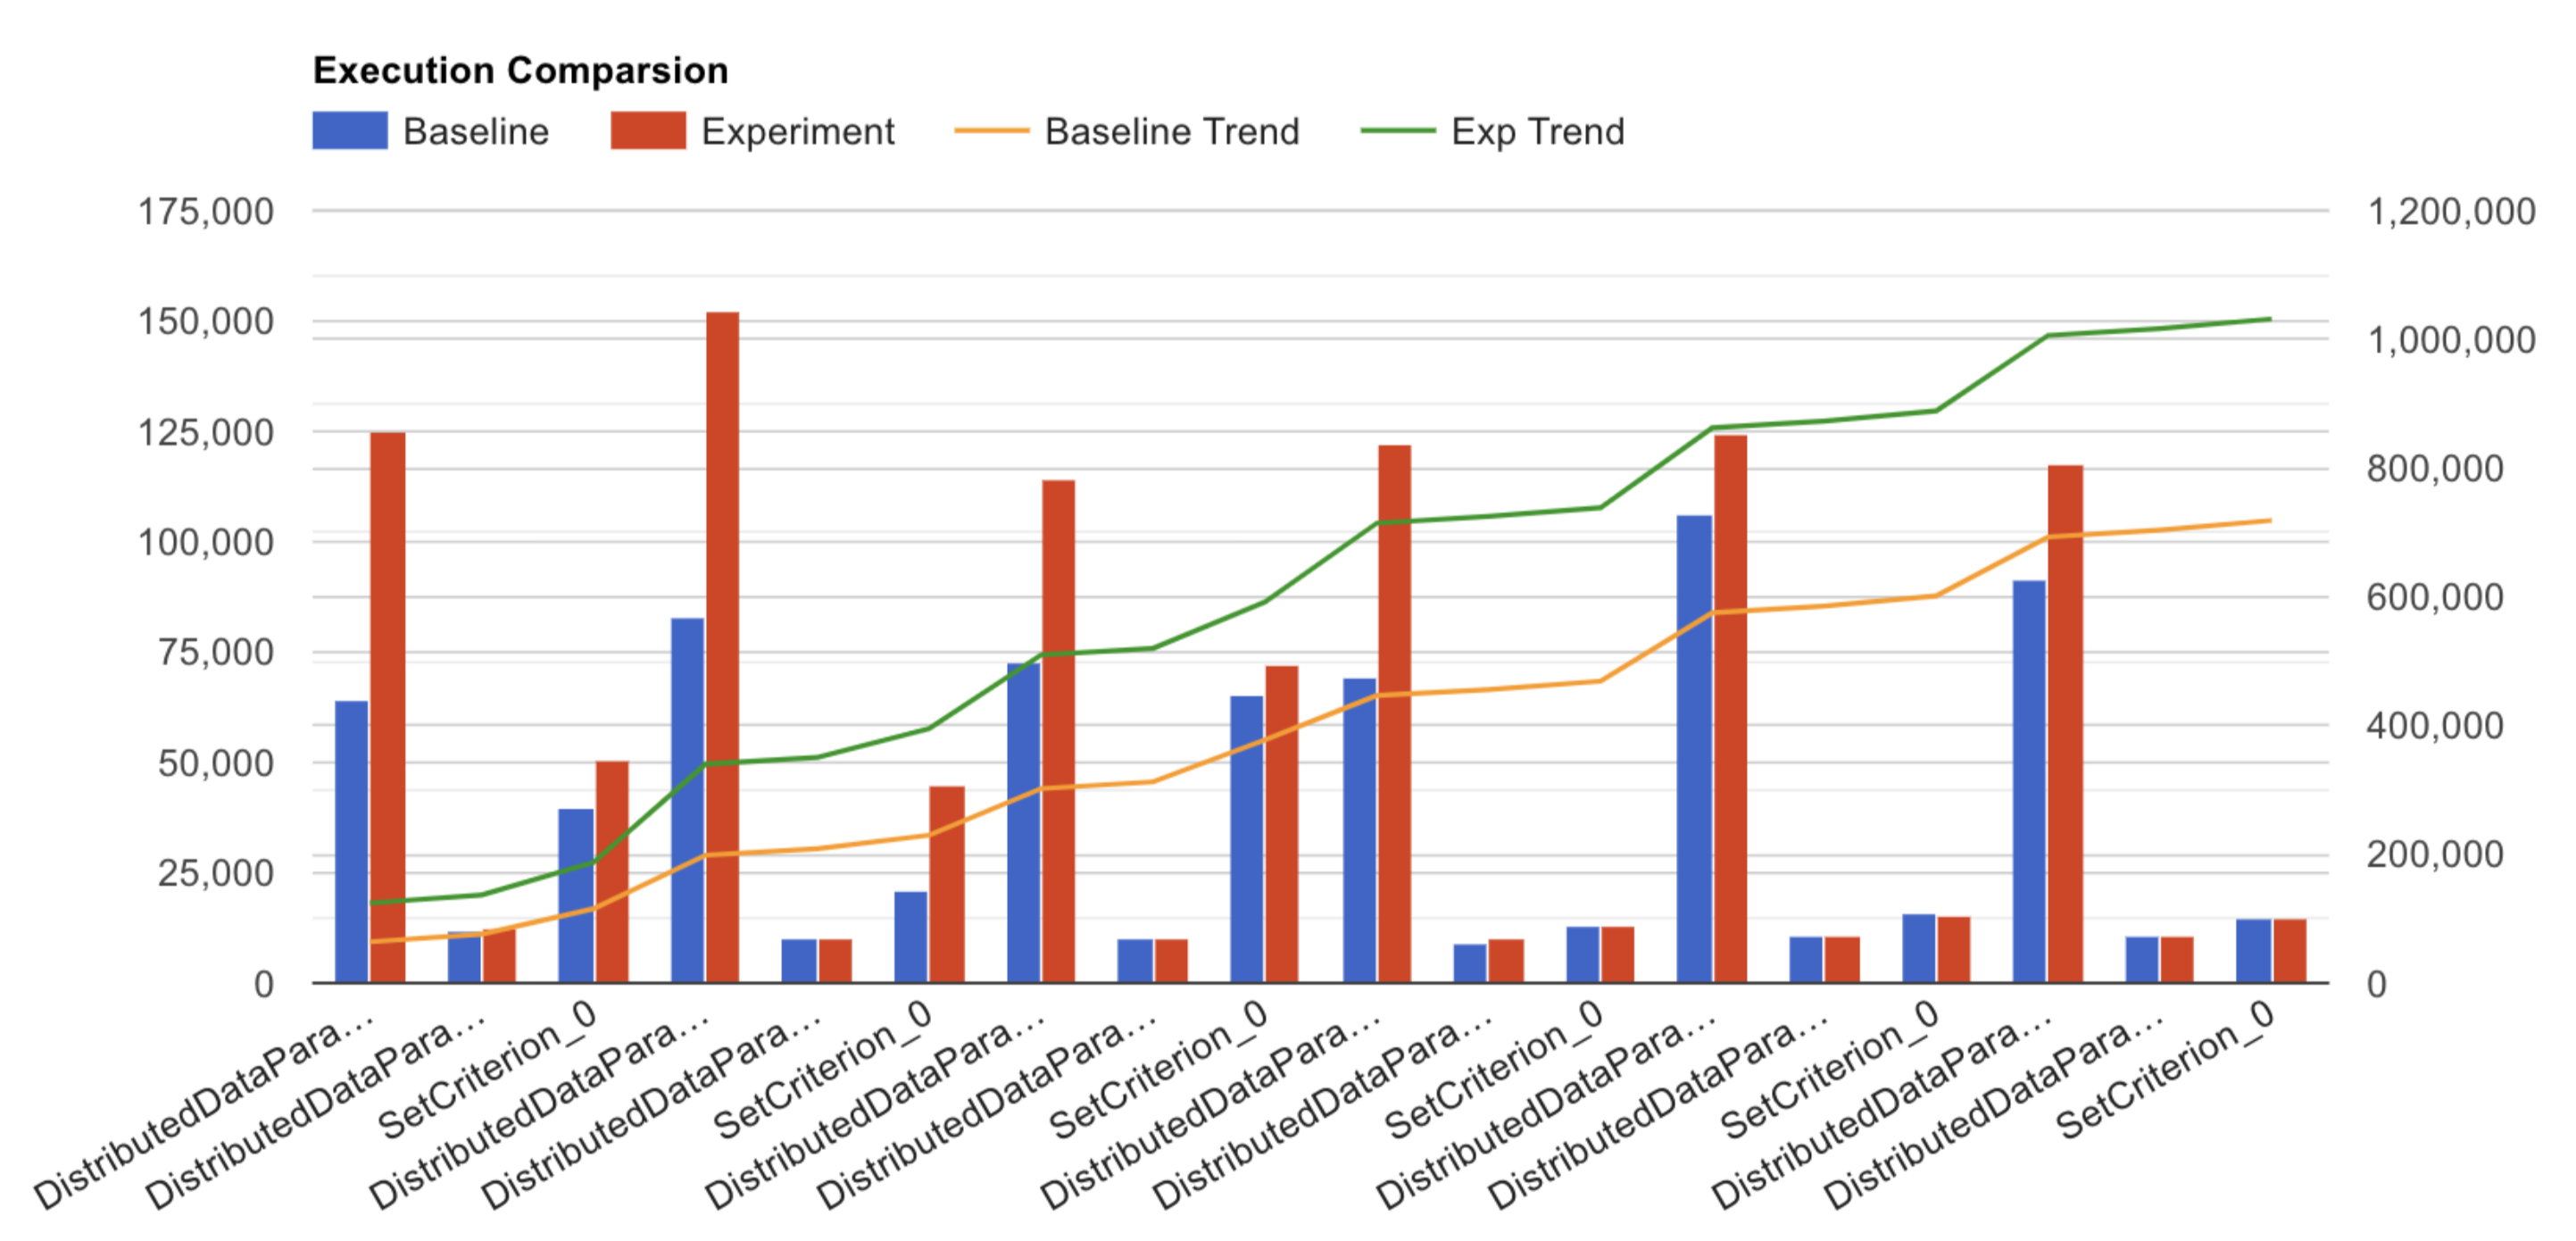 Execution Comparsion
Baseline
Experiment
Baseline Trend
Exp Trend
175,000
150,000
125,000
100,000
75,000
50,000
25,000
0
1,200,000
1,000,000
800,000
600,000
400,000
200,000
0
DistributedDataPara…
DistributedDataPara…
SetCriterion_0
DistributedDataPara…
DistributedDataPara…
SetCriterion_0
DistributedDataPara…
DistributedDataPara…
SetCriterion_0
DistributedDataPara…
DistributedDataPara…
SetCriterion_0
DistributedDataPara…
DistributedDataPara…
SetCriterion_0
DistributedDataPara…
DistributedDataPara…
SetCriterion_0